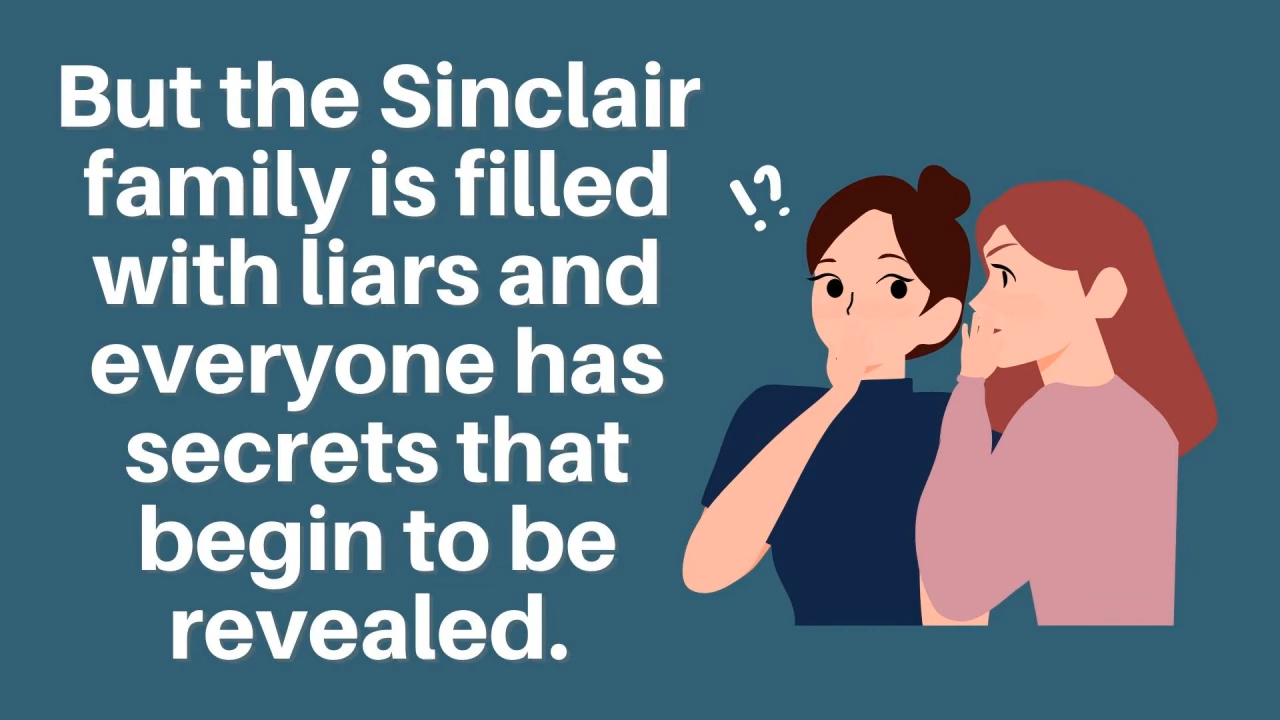 But the Sinclair
family is filled
with liars and
everyone has
secrets that
begin to be
revealed.
!?